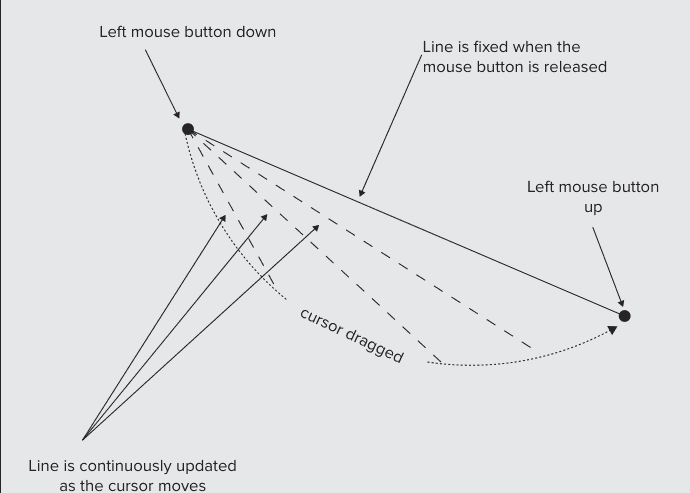 Left mouse button down
Line is fixed when the
mouse button is released
Left mouse button
up
cursor dragged
Line is continuously updated
as the cursor moves